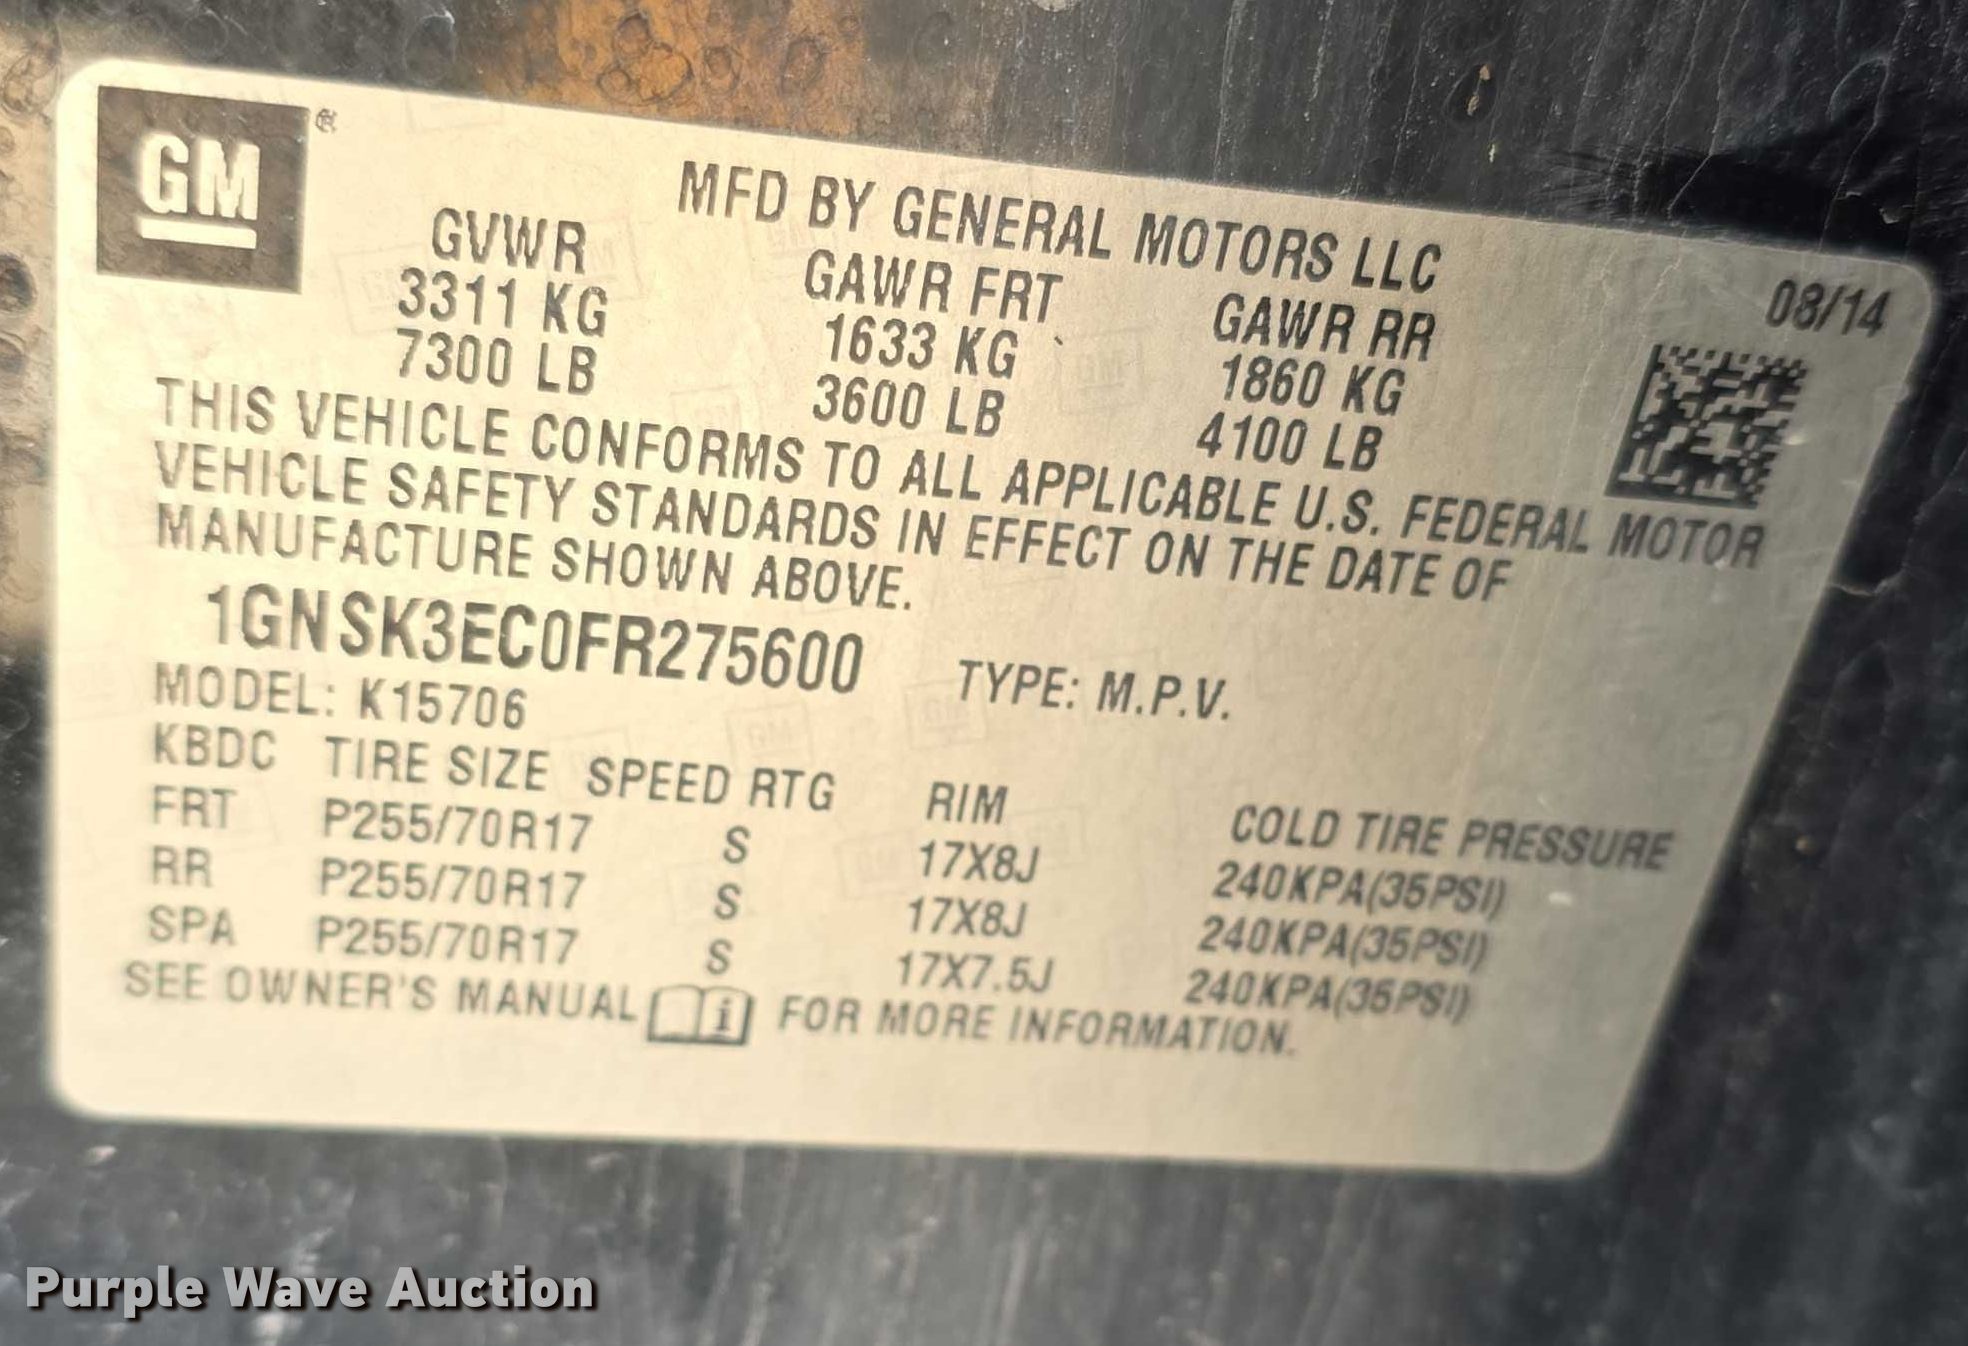 GM
MFD BY GENERAL MOTORS LLC
08/14
GVWR GAWR FRT GAWR RR
3311 KG 1633 KG 1860 KG
7300 LB 3600 LB 4100 LB
THIS VEHICLE CONFORMS TO ALL APPLICABLE U.S. FEDERAL MOTOR
VEHICLE SAFETY STANDARDS IN EFFECT ON THE DATE OF
MANUFACTURE SHOWN ABOVE.
1GNSK3EC0FR275600 TYPE: M.P.V.
MODEL: K15706
KBDC TIRE SIZE SPEED RTG RIM COLD TIRE PRESSURE
FRT P255/70R17 S 17X8J 240KPA(35PSI)
RR P255/70R17 S 17X8J 240KPA(35PSI)
SPA P255/70R17 S 17X7.5J 240KPA(35PSI)
SEE OWNER'S MANUAL i FOR MORE INFORMATION.
Purple Wave Auction